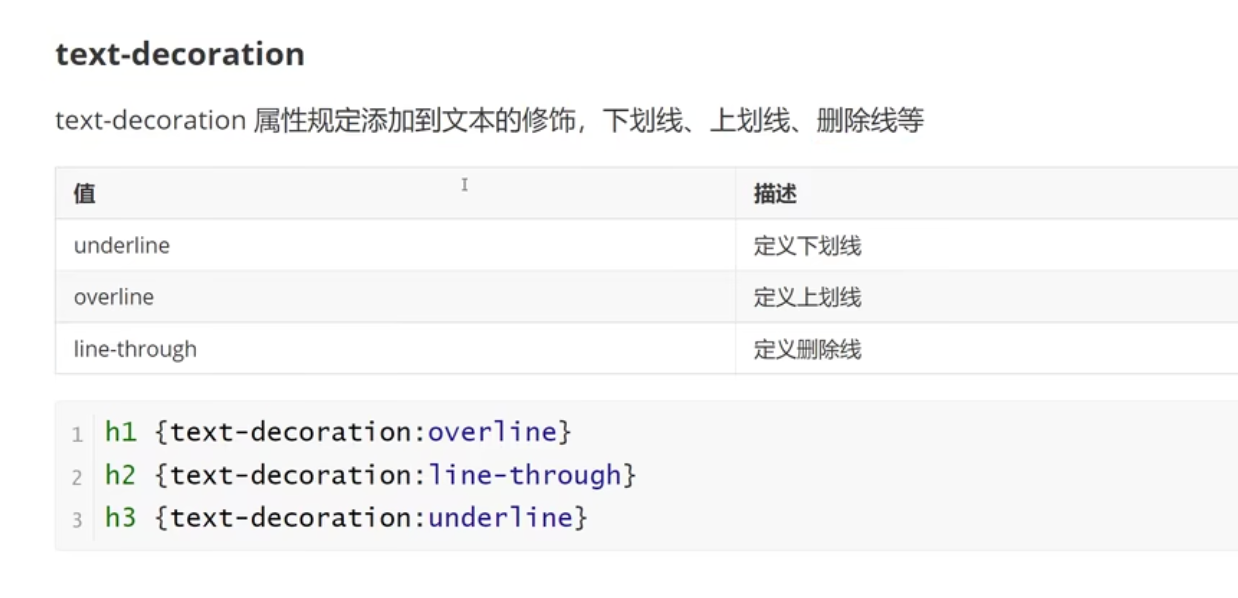 text-decoration
text-decoration 属性规定添加到文本的修饰，下划线、上划线、删除线等
值 描述
underline 定义下划线
overline 定义上划线
line-through 定义删除线
1 h1 {text-decoration:overline}
2 h2 {text-decoration:line-through}
3 h3 {text-decoration:underline}